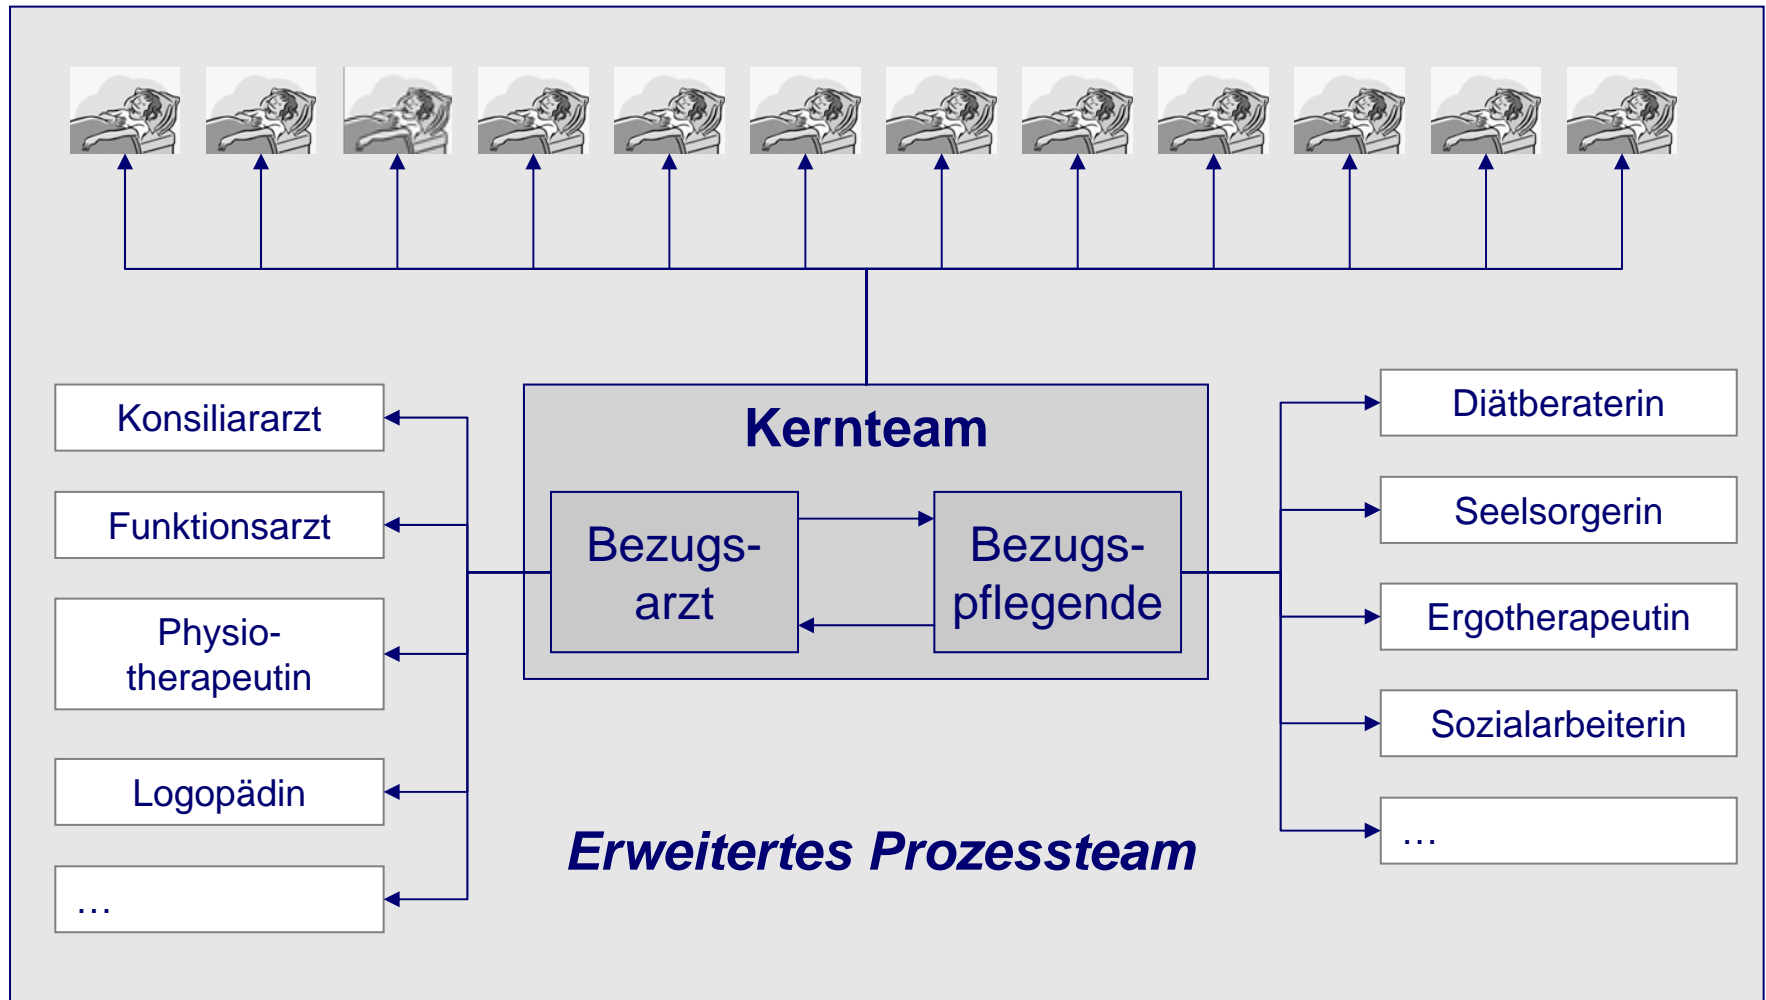 Konsiliararzt
Funktionsarzt
Physio-
therapeutin
Logopädin
…
Kernteam
Bezugs-
arzt
Bezugs-
pflegende
Erweitertes Prozessteam
Diätberaterin
Seelsorgerin
Ergotherapeutin
Sozialarbeiterin
…